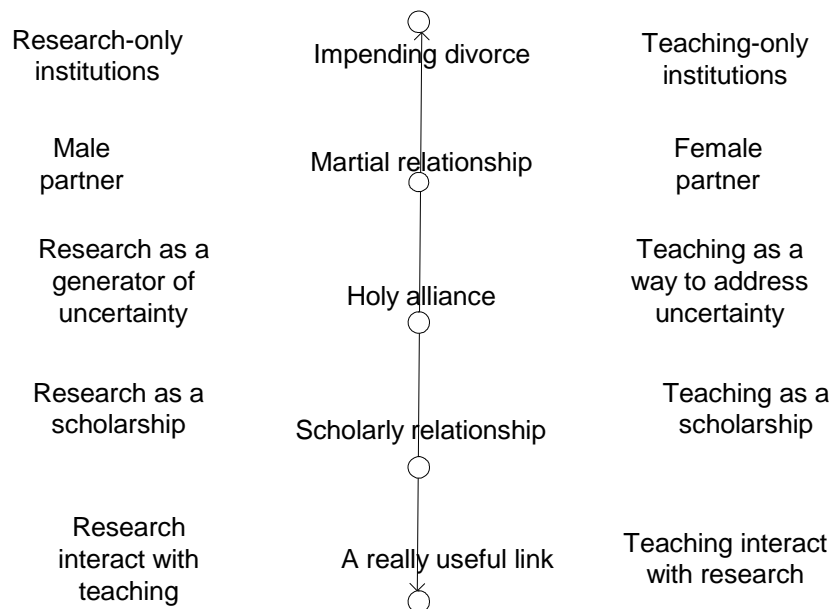 Research-only
institutions
Impending divorce
Teaching-only
institutions
Male
partner
Martial relationship
Female
partner
Research as a
generator of
uncertainty
Holy alliance
Teaching as a
way to address
uncertainty
Research as a
scholarship
Scholarly relationship
Teaching as a
scholarship
Research
interact with
teaching
A really useful link
Teaching interact
with research